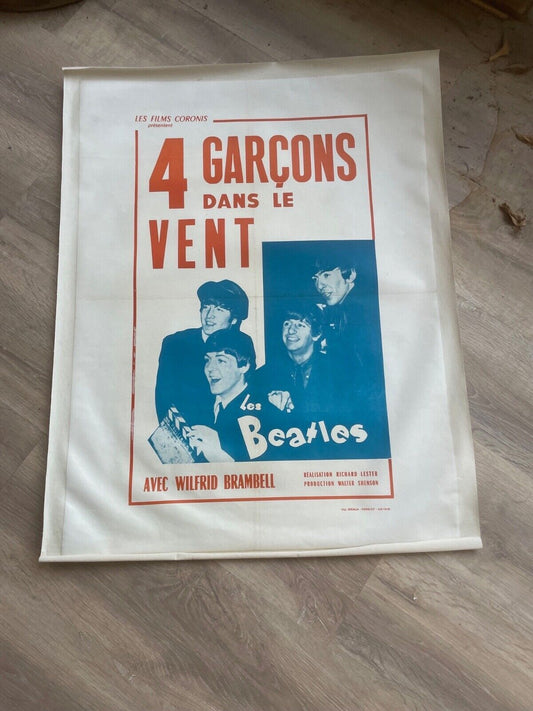 LES FILMS CORONIS
présentent
4 GARÇONS
DANS LE
VENT
les
Beatles
AVEC WILFRID BRAMBELL
RÉALISATION RICHARD LESTER
PRODUCTION WALTER SHENSON